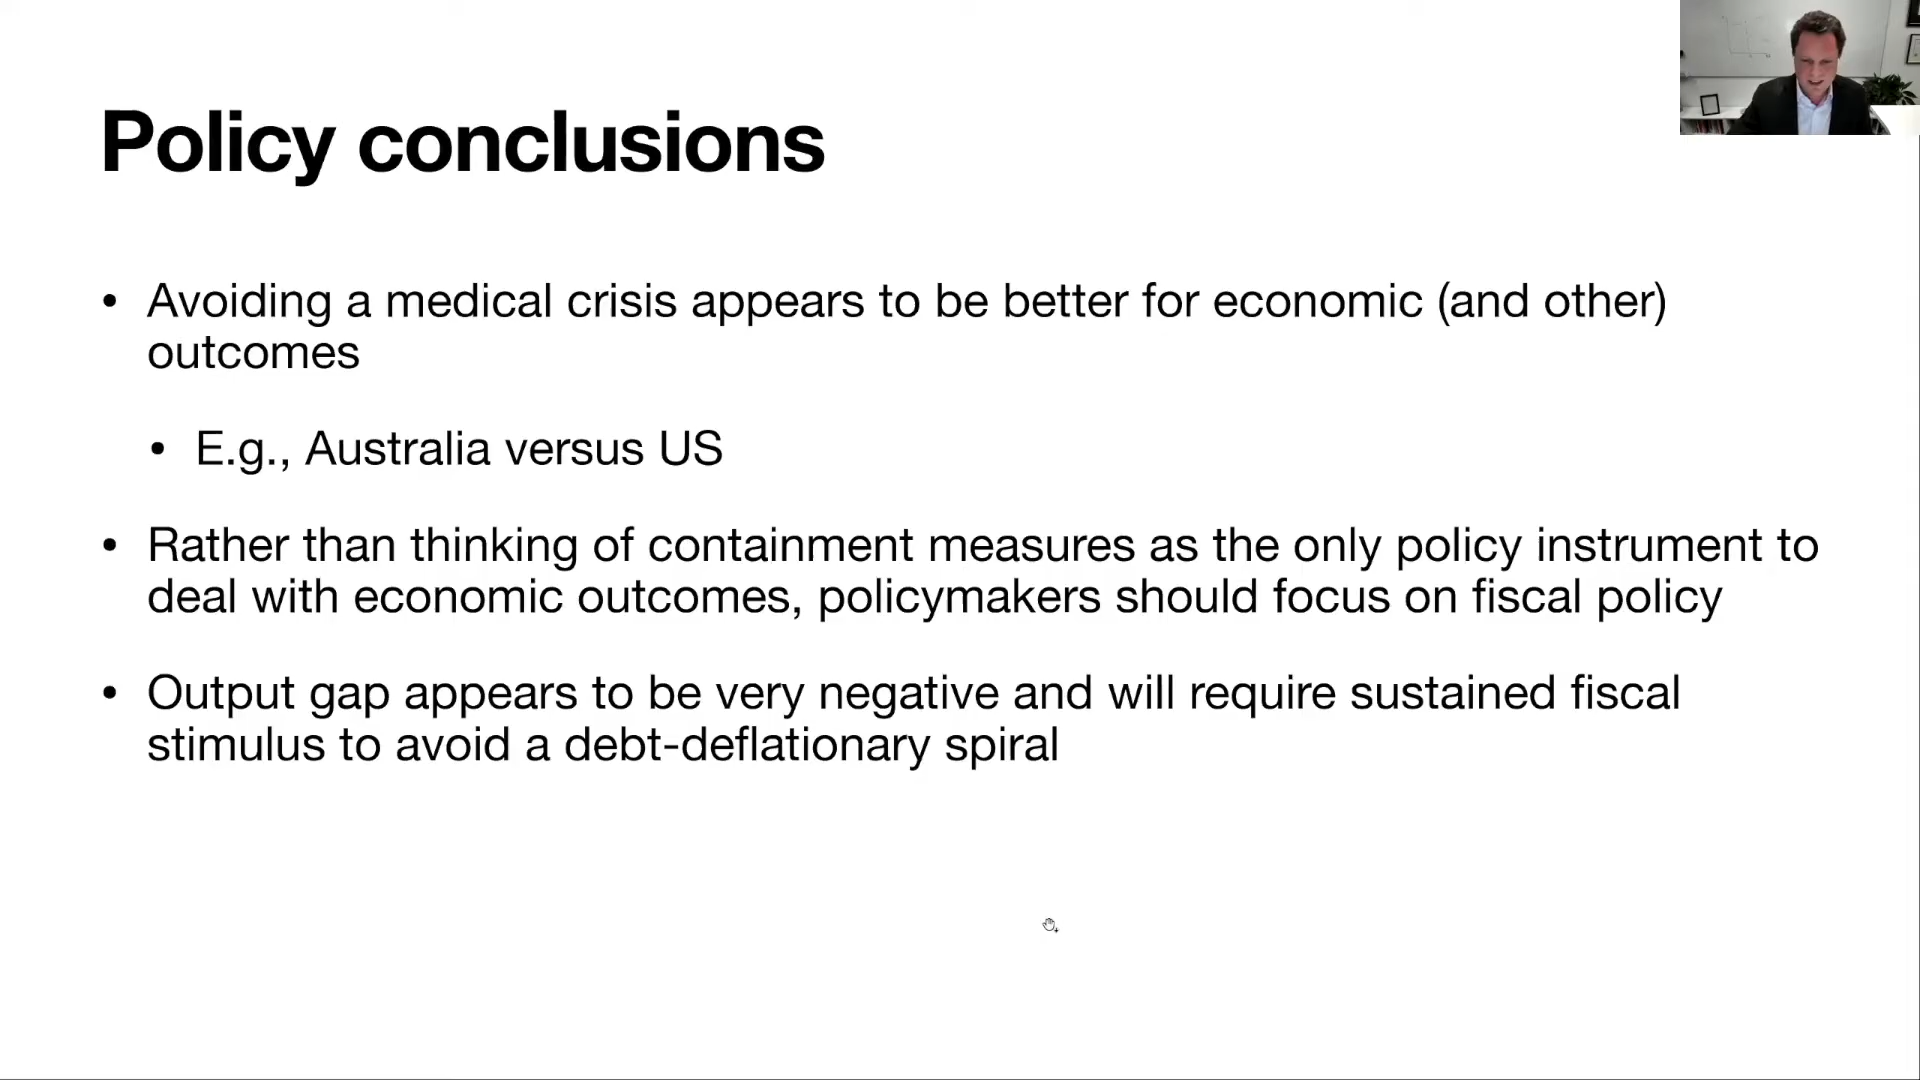 Policy conclusions
• Avoiding a medical crisis appears to be better for economic (and other)
outcomes
• E.g., Australia versus US
• Rather than thinking of containment measures as the only policy instrument to
deal with economic outcomes, policymakers should focus on fiscal policy
• Output gap appears to be very negative and will require sustained fiscal
stimulus to avoid a debt-deflationary spiral